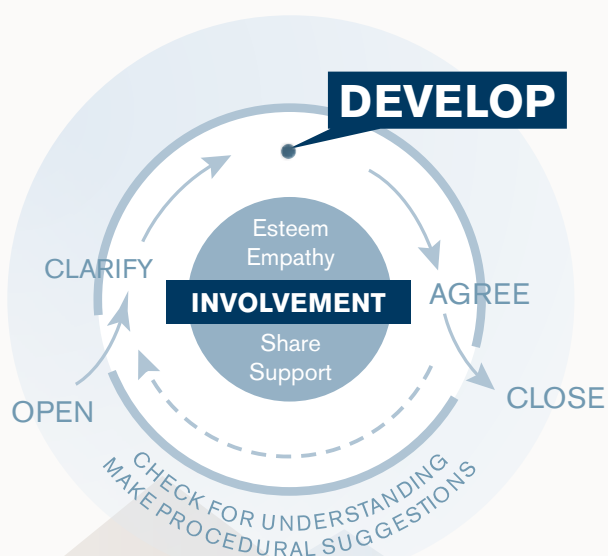 DEVELOP
Esteem
Empathy
CLARIFY
INVOLVEMENT
AGREE
Share
Support
OPEN
CLOSE
CHECK FOR UNDERSTANDING
MAKE PROCEDURAL SUGGESTIONS